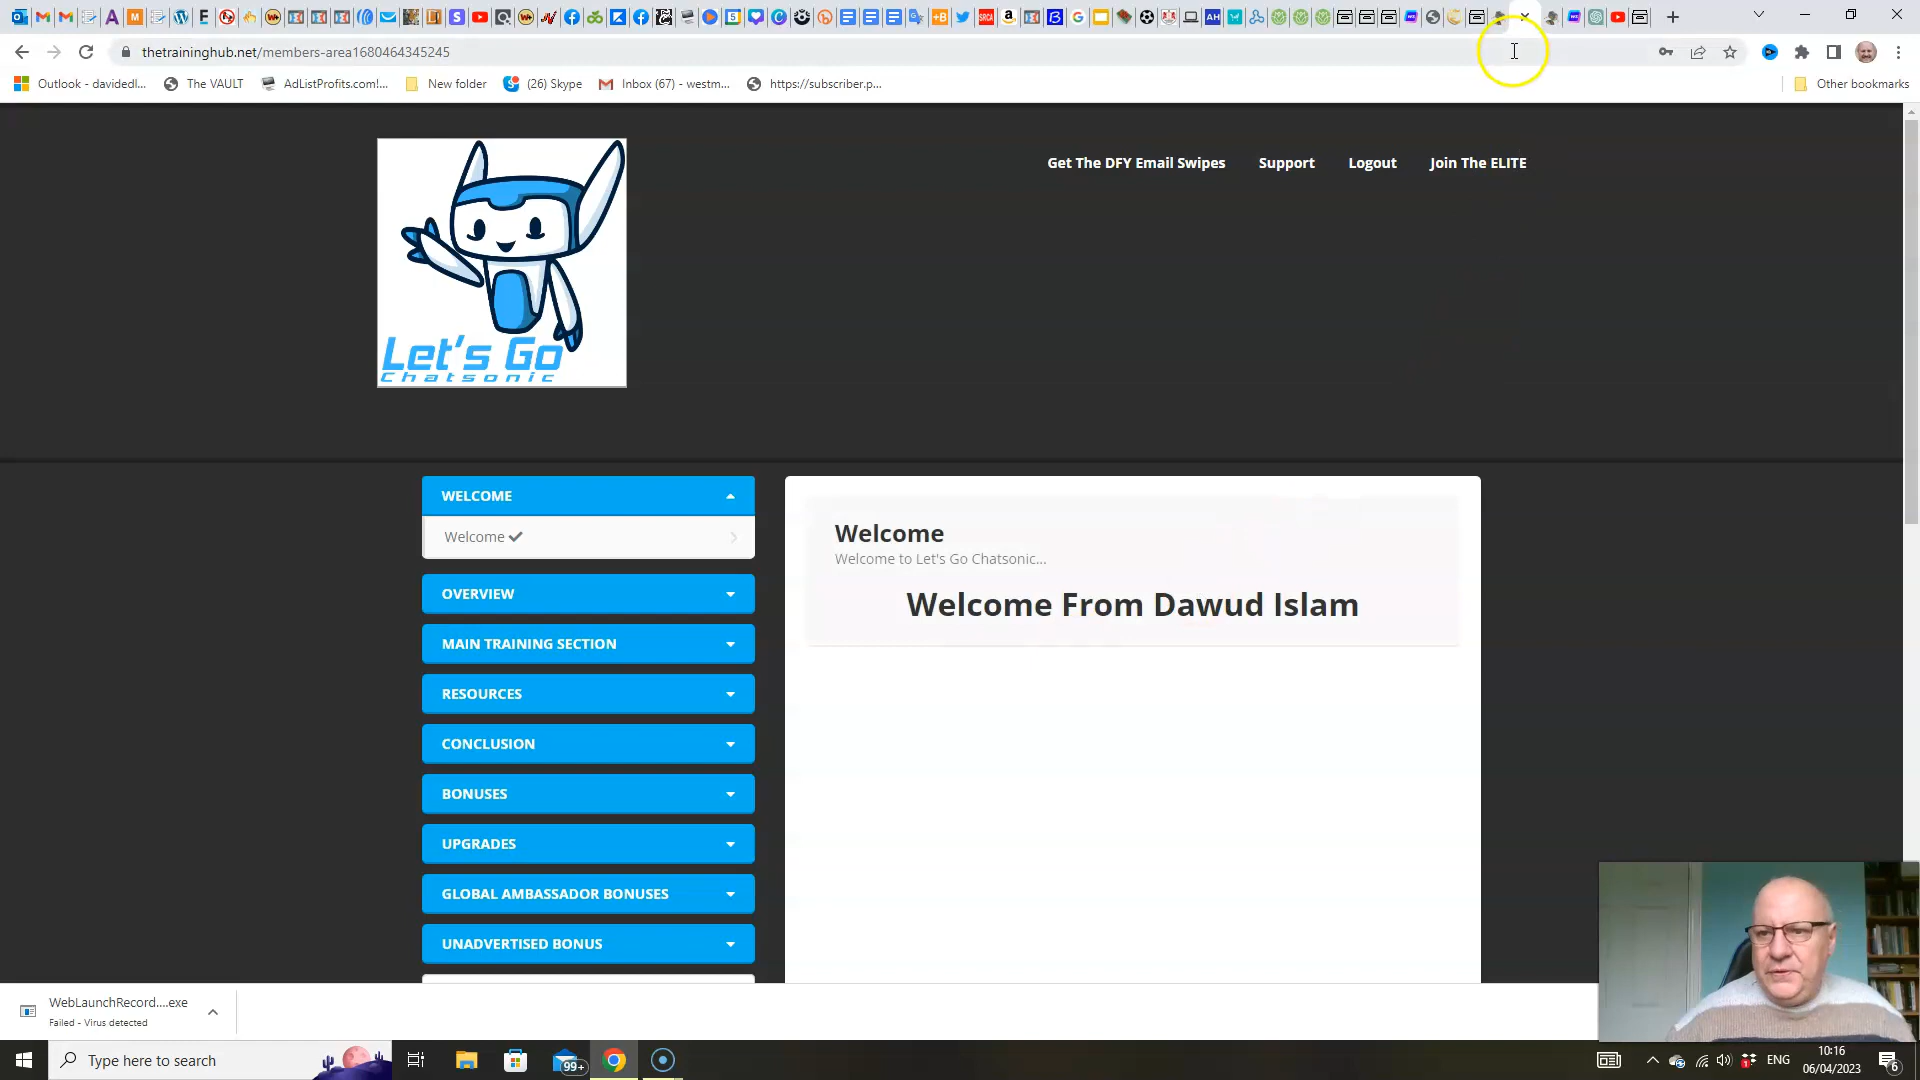 thetraininghub.net/members-area1680464345245
Outlook - davidedl...
The VAULT
AdListProfits.com!...
New folder
(26) Skype
Inbox (67) - westm...
https://subscriber.p...
Other bookmarks
Let's Go
Chatsonic
Get The DFY Email Swipes
Support
Logout
Join The ELITE
WELCOME
Welcome
OVERVIEW
MAIN TRAINING SECTION
RESOURCES
CONCLUSION
BONUSES
UPGRADES
GLOBAL AMBASSADOR BONUSES
UNADVERTISED BONUS
Welcome
Welcome to Let's Go Chatsonic...
Welcome From Dawud Islam
WebLaunchRecord....exe
Failed - Virus detected
Type here to search
99+
ENG
10:16
06/04/2023
6